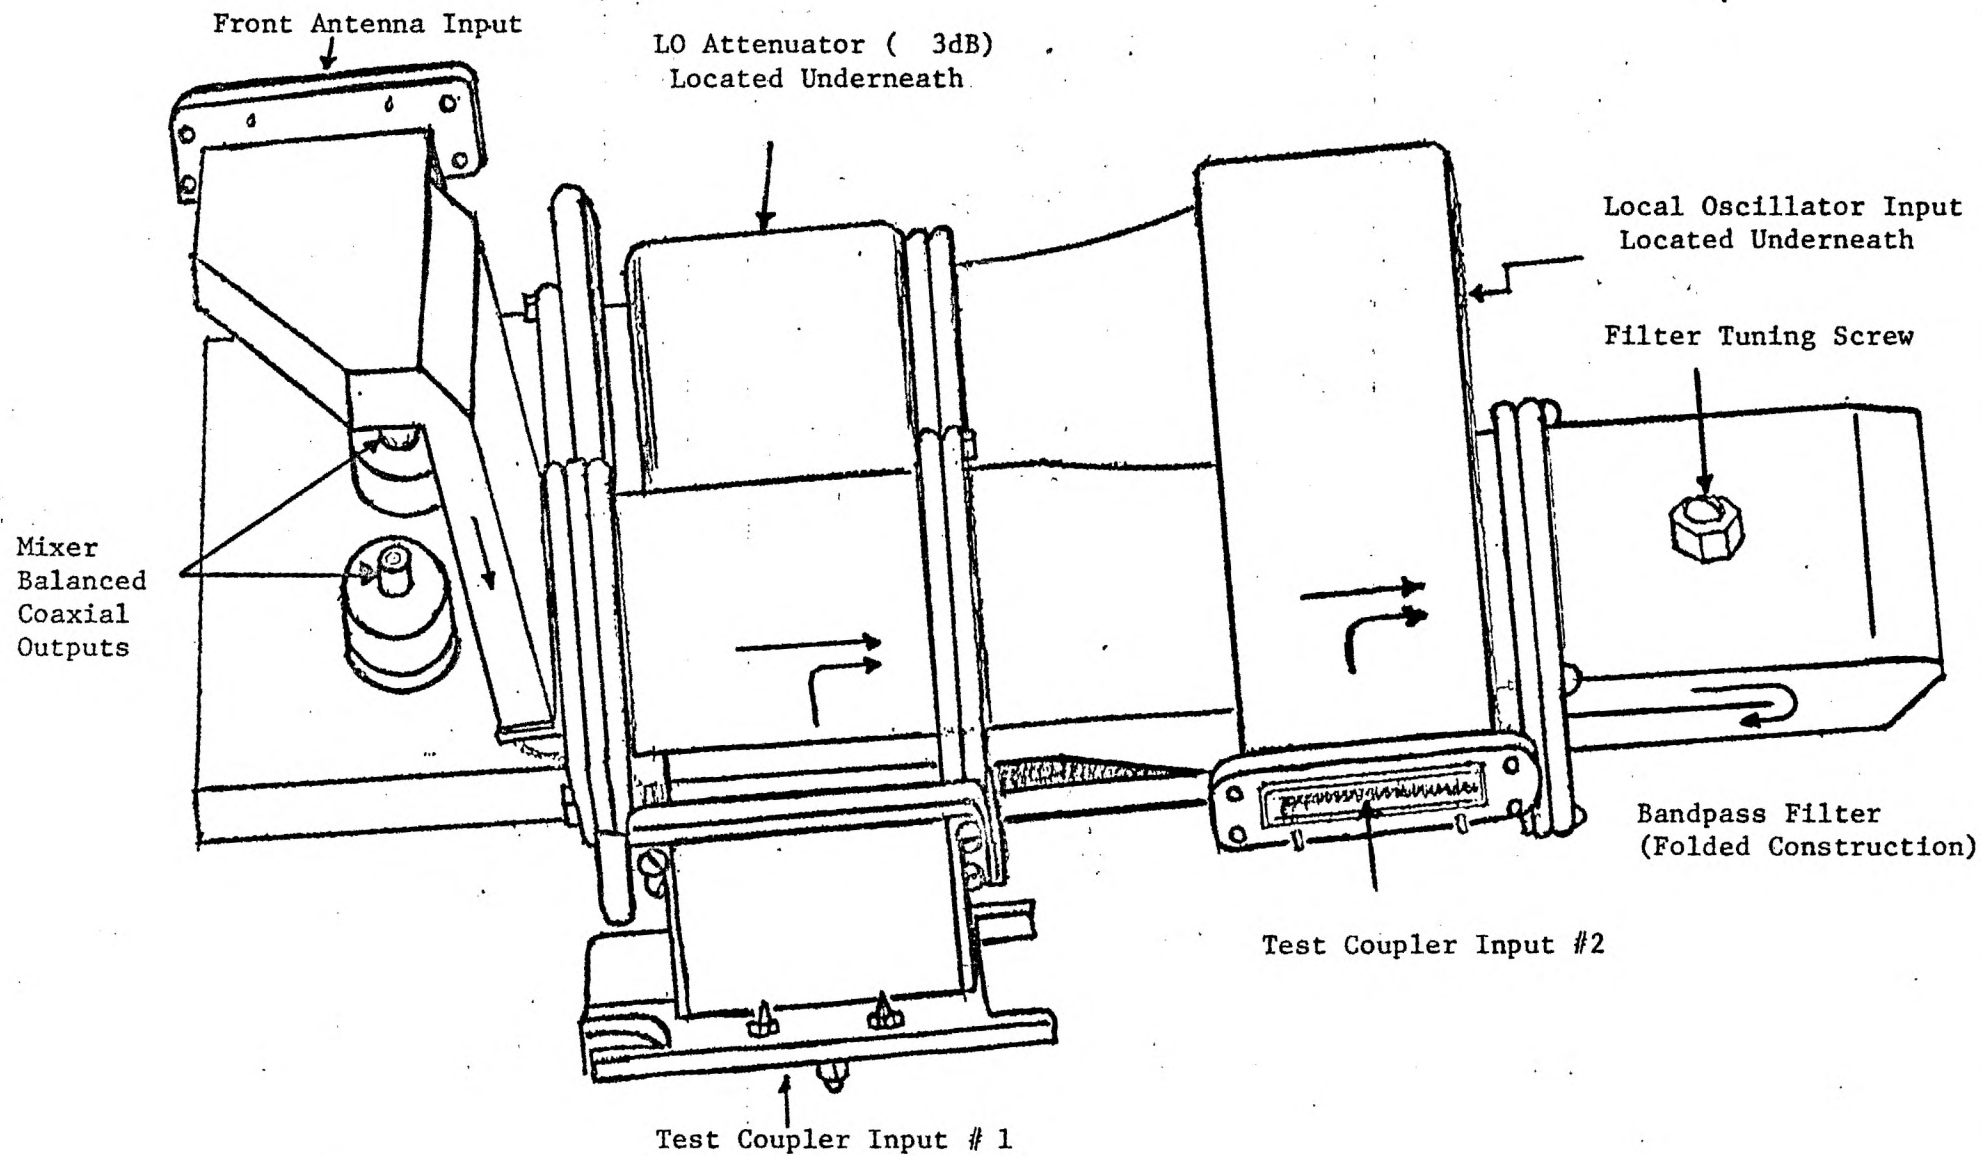 Front Antenna Input
LO Attenuator ( 3dB)
Located Underneath
Local Oscillator Input
Located Underneath
Filter Tuning Screw
Mixer
Balanced
Coaxial
Outputs
Bandpass Filter
(Folded Construction)
Test Coupler Input #2
Test Coupler Input # 1